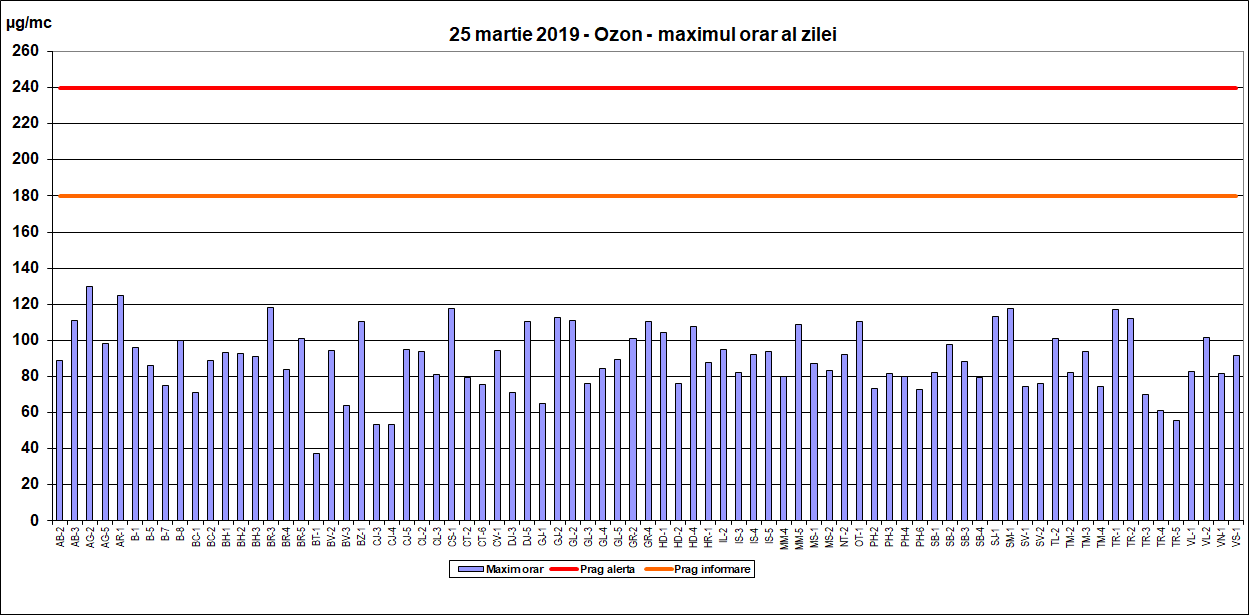 µg/mc
25 martie 2019 - Ozon - maximul orar al zilei
260
240
220
200
180
160
140
120
100
80
60
40
20
0
AB-2
AB-3
AG-2
AG-5
AR-1
B-1
B-5
B-7
B-8
BC-1
BC-2
BH-1
BH-2
BH-3
BR-3
BR-4
BR-5
BT-1
BV-2
BV-3
BZ-1
CJ-3
CJ-4
CJ-5
CL-2
CL-3
CS-1
CT-2
CT-6
CV-1
DJ-3
DJ-5
GJ-1
GJ-2
GL-2
GL-3
GL-4
GL-5
GR-2
GR-4
HD-1
HD-2
HD-4
HR-1
IL-2
IS-3
IS-4
IS-5
MM-4
MM-5
MS-1
MS-2
NT-2
OT-1
PH-2
PH-3
PH-4
PH-6
SB-1
SB-2
SB-3
SB-4
SJ-1
SM-1
SV-1
SV-2
TL-2
TM-2
TM-3
TM-4
TR-1
TR-2
TR-3
TR-4
TR-5
VL-1
VL-2
VN-1
VS-1
Maxim orar Prag alerta Prag informare